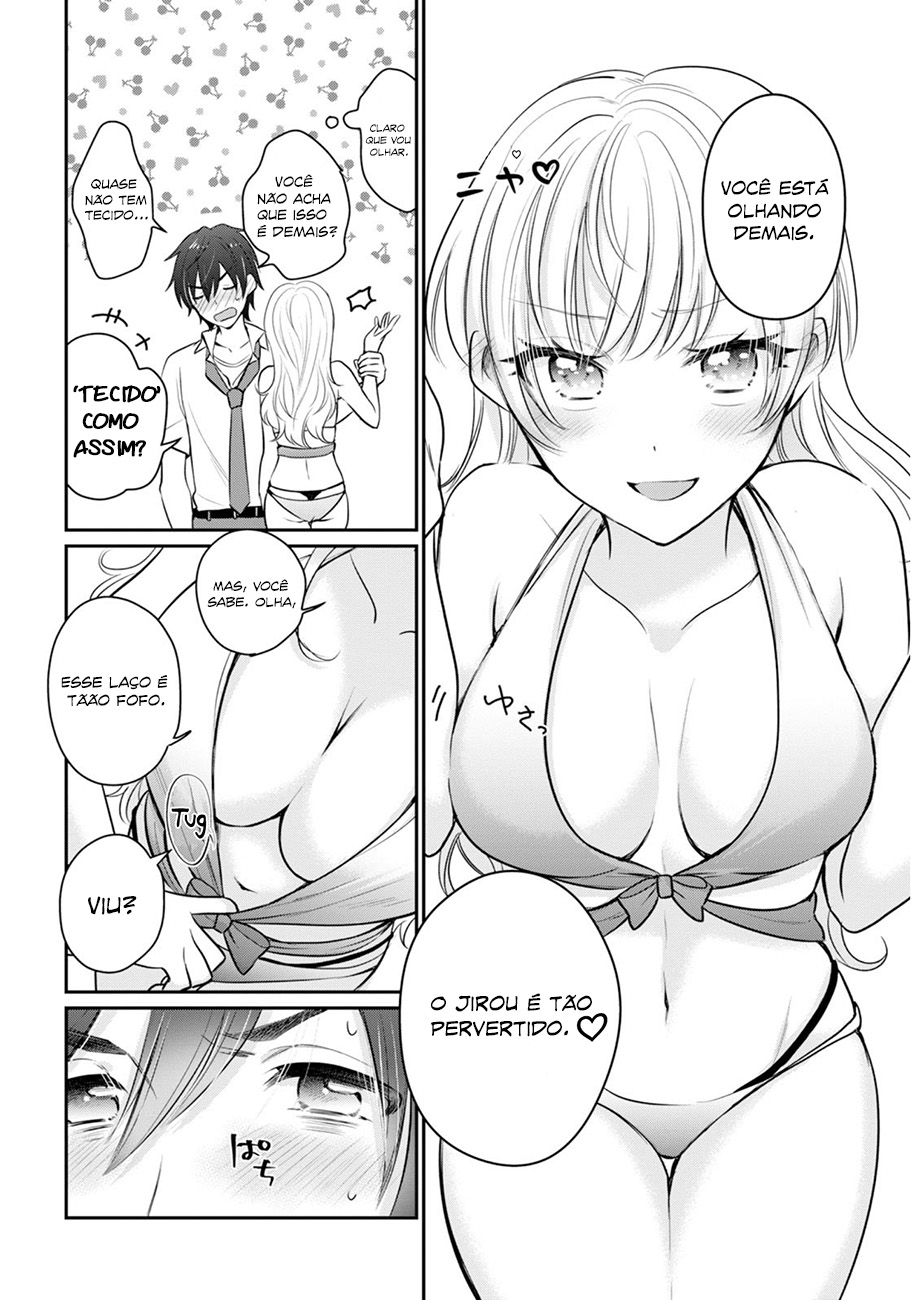 VOCÊ ESTÁ
OLHANDO
DEMAIS.
ニャ♡
ゆさっ
O JIROU É TÃO
PERVERTIDO. ♡
CLARO
QUE VOU
OLHAR.
VOCÊ
NÃO ACHA
QUE ISSO
É DEMAIS?
QUASE
NÃO TEM
TECIDO...
'TECIDO'
COMO
ASSIM?
MAS, VOCÊ
SABE. OLHA,
ESSE LAÇO É
TÃÃO FOFO.
Tug
VIU?
ぱち